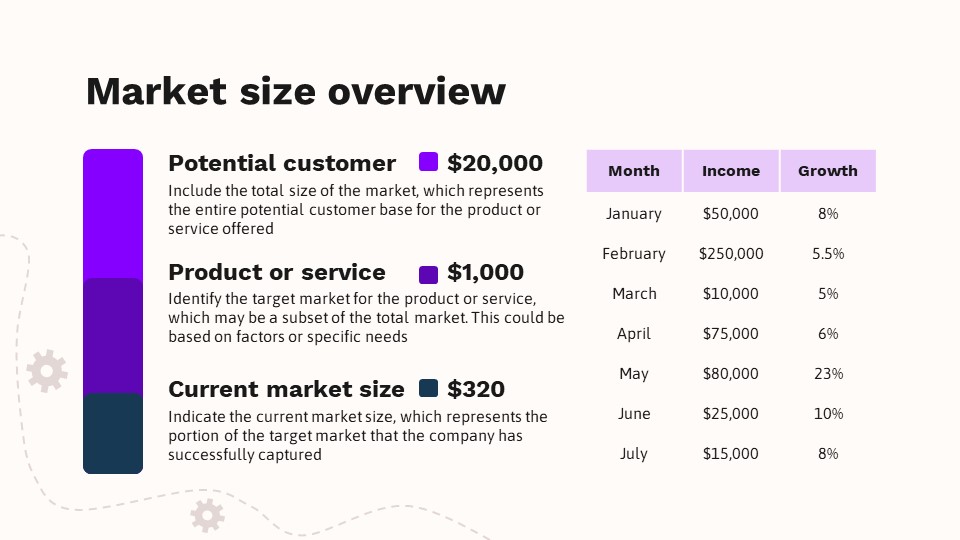 Market size overview
Potential customer $20,000
Include the total size of the market, which represents
the entire potential customer base for the product or
service offered
Product or service $1,000
Identify the target market for the product or service,
which may be a subset of the total market. This could be
based on factors or specific needs
Current market size $320
Indicate the current market size, which represents the
portion of the target market that the company has
successfully captured
Month Income Growth
January $50,000 8%
February $250,000 5.5%
March $10,000 5%
April $75,000 6%
May $80,000 23%
June $25,000 10%
July $15,000 8%